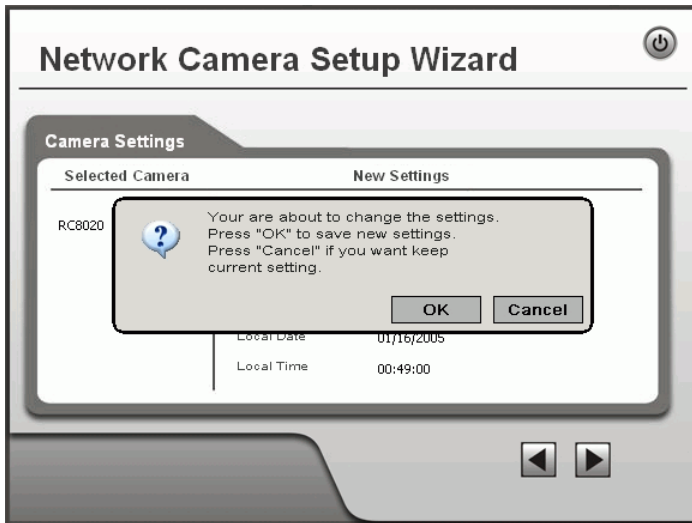 Network Camera Setup Wizard
Camera Settings
Selected Camera New Settings
RC8020
Your are about to change the settings.
Press "OK" to save new settings.
Press "Cancel" if you want keep
current setting.
OK Cancel
Local Date 01/16/2005
Local Time 00:49:00